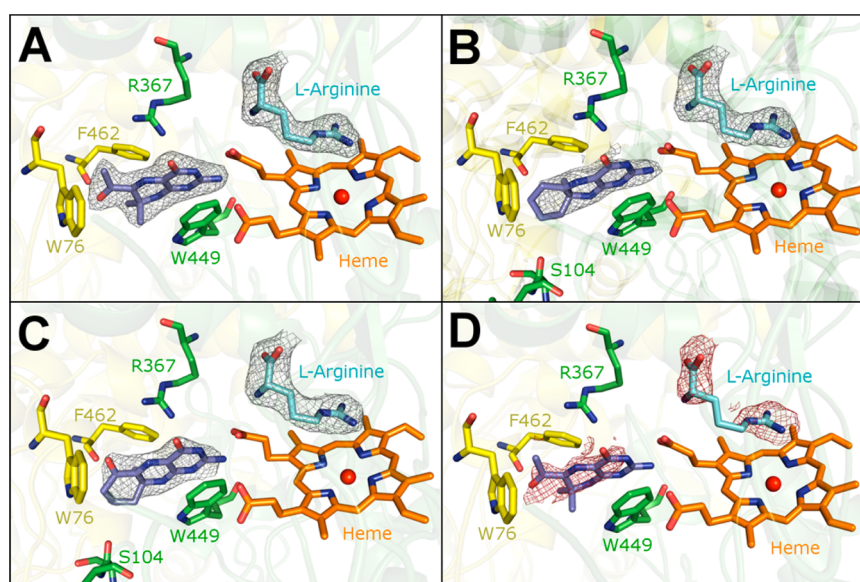 A
R367
L-Arginine
F462
W76
W449
Heme
B
R367
L-Arginine
F462
W76
W449
Heme
S104
C
R367
L-Arginine
F462
W76
W449
Heme
S104
D
R367
L-Arginine
F462
W76
W449
Heme